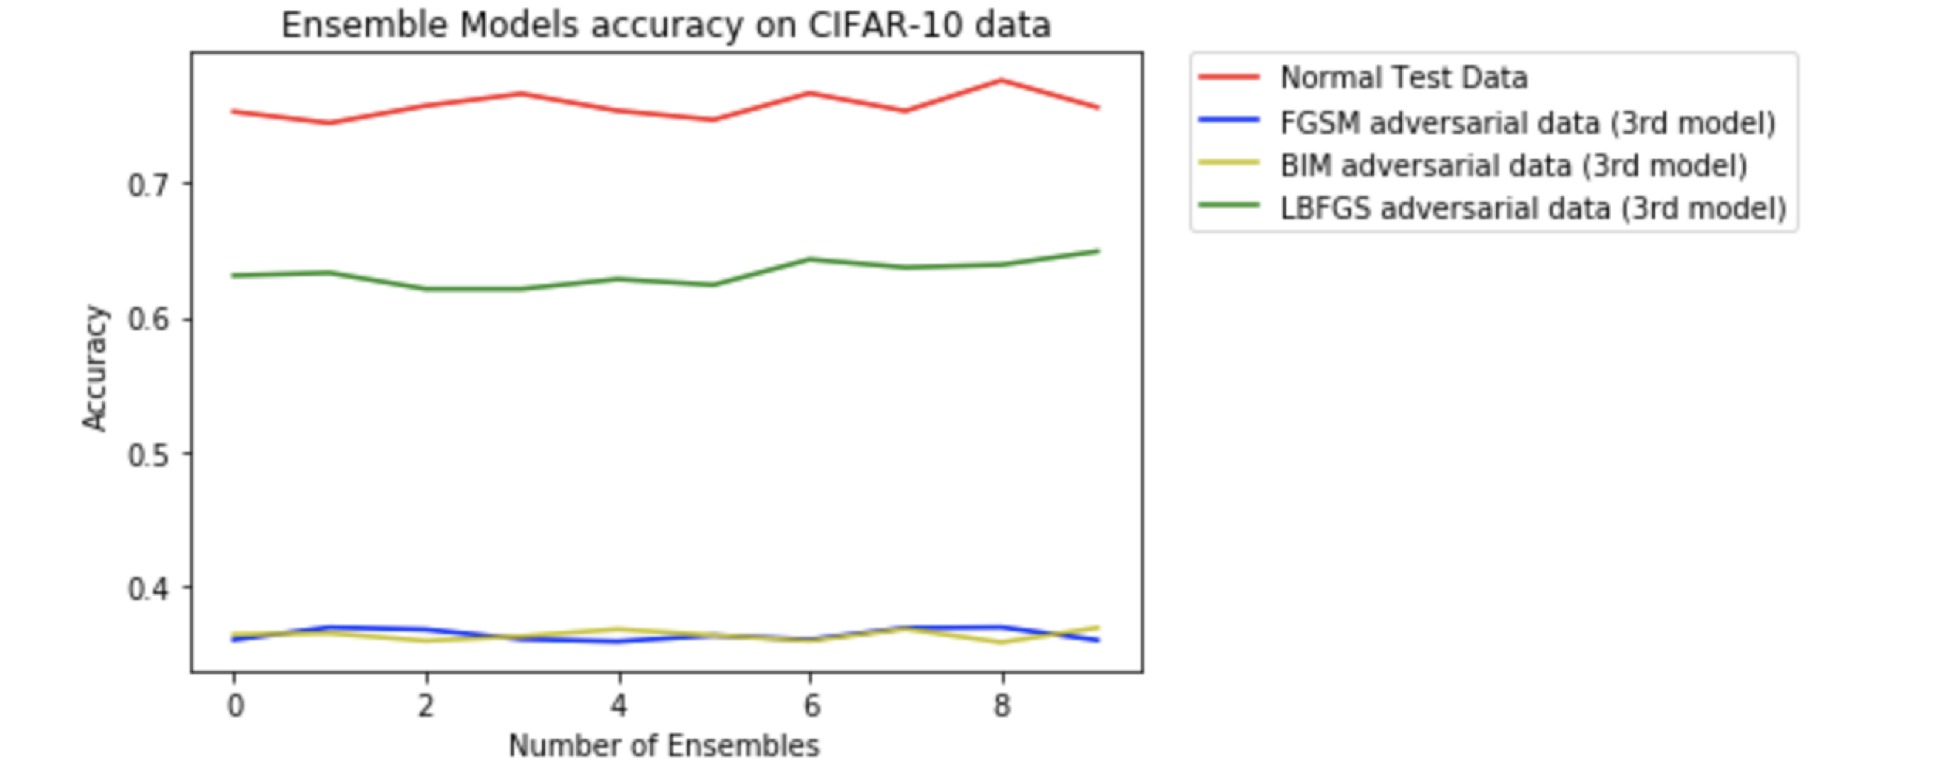 Ensemble Models accuracy on CIFAR-10 data
Normal Test Data
FGSM adversarial data (3rd model)
BIM adversarial data (3rd model)
LBFGS adversarial data (3rd model)
Accuracy
0.7
0.6
0.5
0.4
0 2 4 6 8
Number of Ensembles